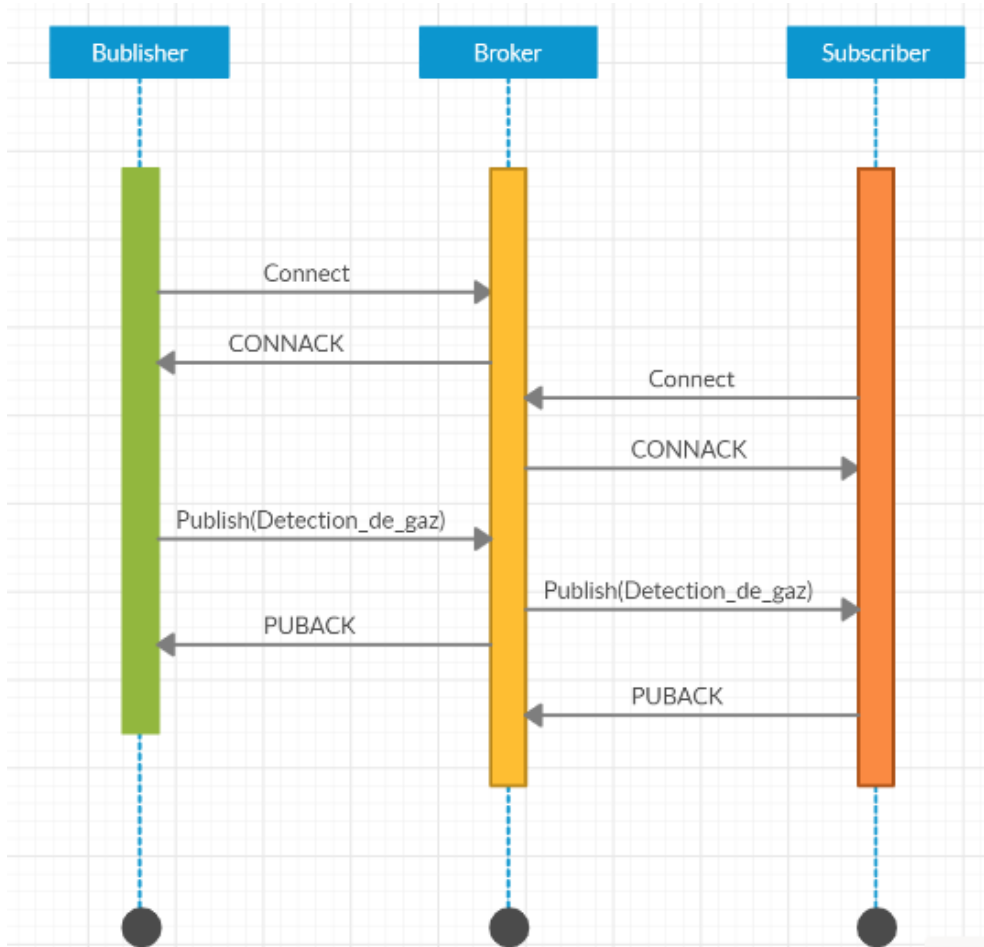 Bublisher
Broker
Subscriber
Connect
CONNACK
Connect
CONNACK
Publish(Detection_de_gaz)
Publish(Detection_de_gaz)
PUBACK
PUBACK